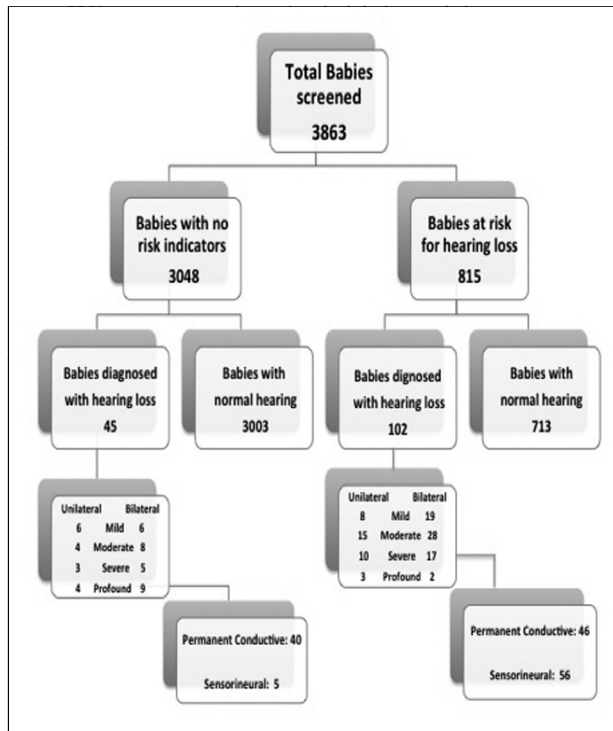 Total Babies
screened
3863
Babies with no
risk indicators
3048
Babies at risk
for hearing loss
815
Babies diagnosed
with hearing loss
45
Babies with
normal hearing
3003
Babies dignosed
with hearing loss
102
Babies with
normal hearing
713
Unilateral Bilateral
6 Mild 6
4 Moderate 8
3 Severe 5
4 Profound 9
Unilateral Bilateral
8 Mild 19
15 Moderate 28
10 Severe 17
3 Profound 2
Permanent Conductive: 40
Sensorineural: 5
Permanent Conductive: 46
Sensorineural: 56